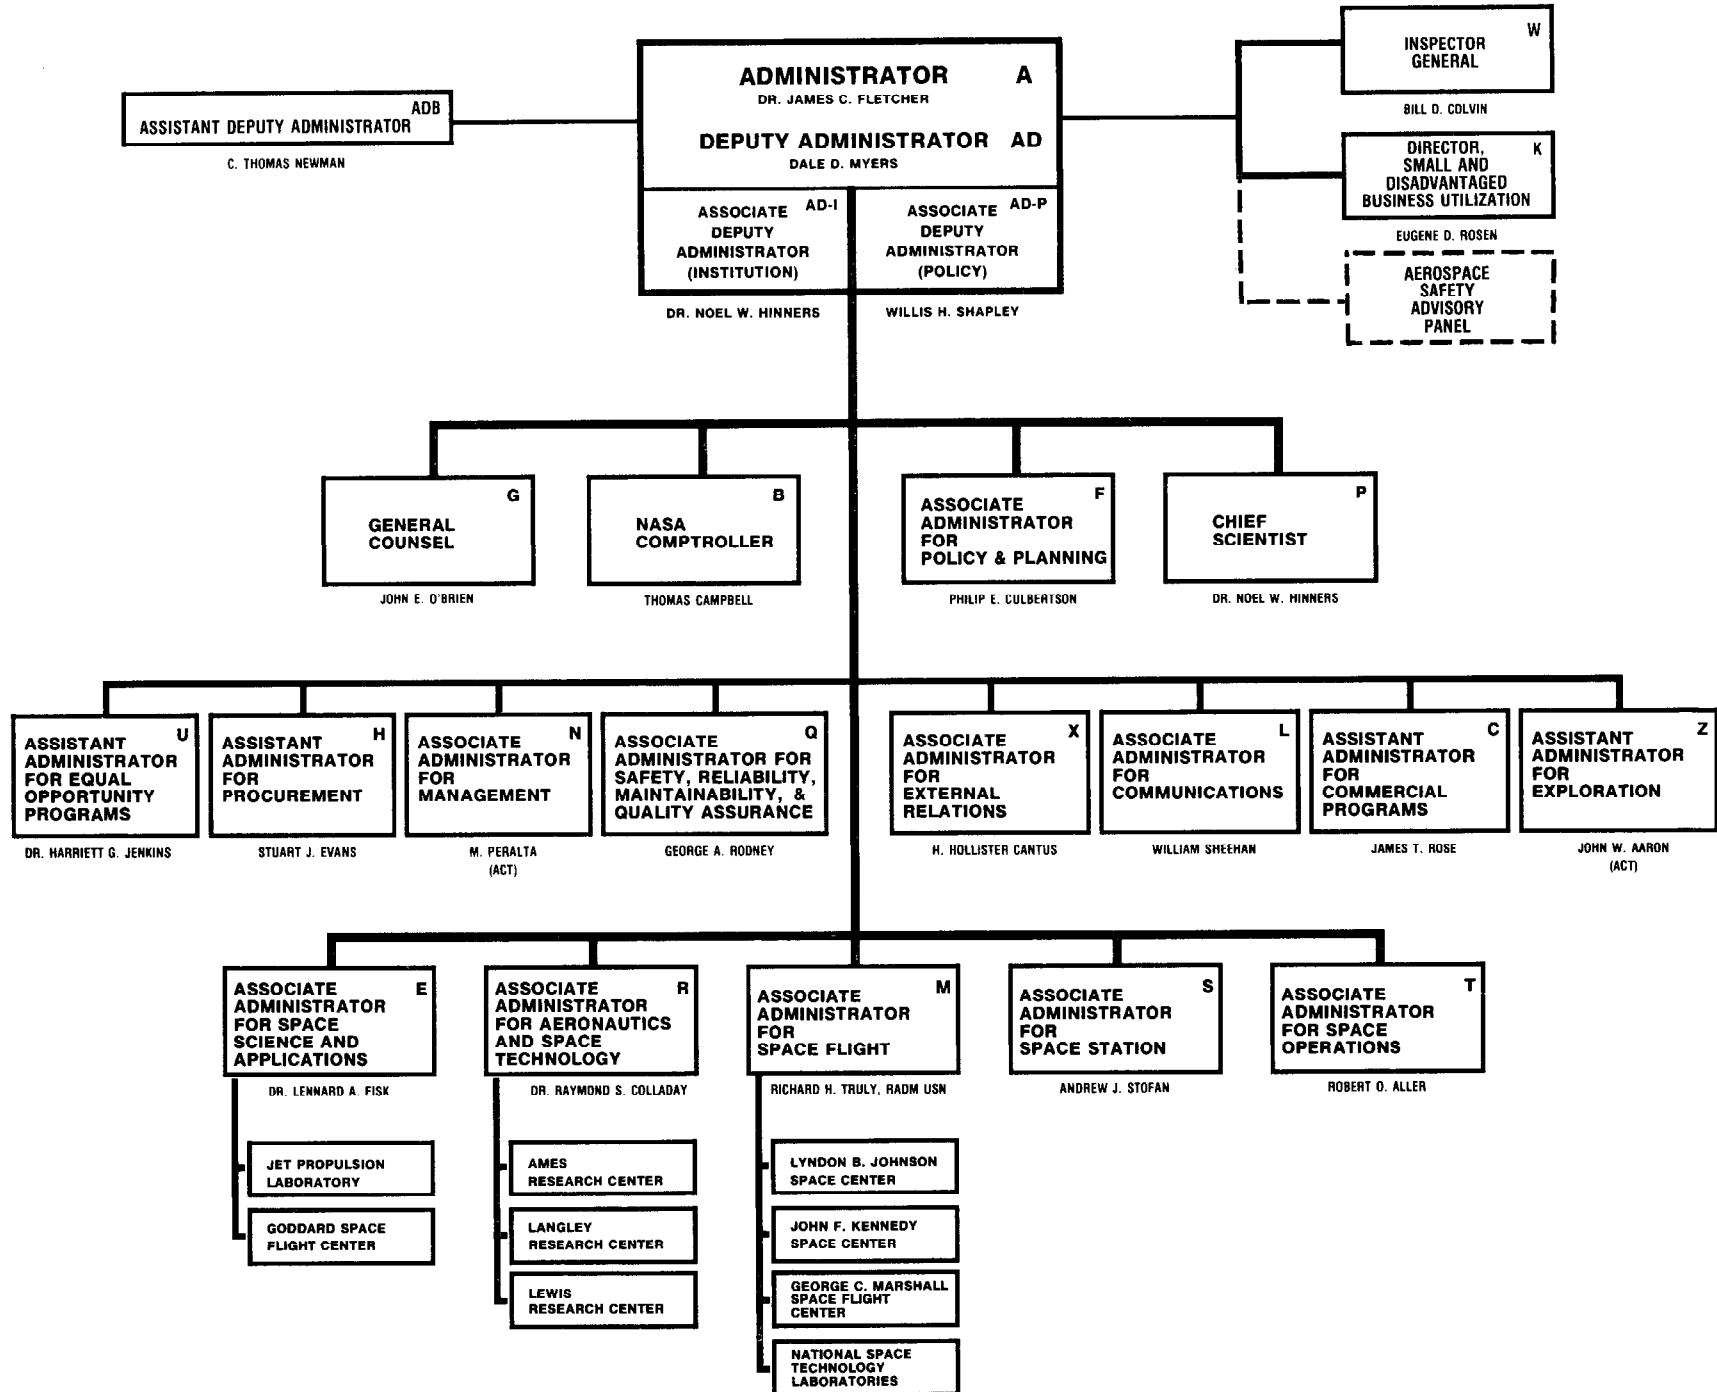 ADMINISTRATOR A
DR. JAMES C. FLETCHER
DEPUTY ADMINISTRATOR AD
DALE D. MYERS
ASSOCIATE AD-I
DEPUTY
ADMINISTRATOR
(INSTITUTION)
DR. NOEL W. HINNERS
ASSOCIATE AD-P
DEPUTY
ADMINISTRATOR
(POLICY)
WILLIS H. SHAPLEY
ADB
ASSISTANT DEPUTY ADMINISTRATOR
C. THOMAS NEWMAN
W
INSPECTOR
GENERAL
BILL D. COLVIN
DIRECTOR, K
SMALL AND
DISADVANTAGED
BUSINESS UTILIZATION
EUGENE D. ROSEN
AEROSPACE
SAFETY
ADVISORY
PANEL
G
GENERAL
COUNSEL
JOHN E. O'BRIEN
B
NASA
COMPTROLLER
THOMAS CAMPBELL
F
ASSOCIATE
ADMINISTRATOR
FOR
POLICY & PLANNING
PHILIP E. CULBERTSON
P
CHIEF
SCIENTIST
DR. NOEL W. HINNERS
U
ASSISTANT
ADMINISTRATOR
FOR EQUAL
OPPORTUNITY
PROGRAMS
DR. HARRIETT G. JENKINS
H
ASSISTANT
ADMINISTRATOR
FOR
PROCUREMENT
STUART J. EVANS
N
ASSOCIATE
ADMINISTRATOR
FOR
MANAGEMENT
M. PERALTA
(ACT)
Q
ASSOCIATE
ADMINISTRATOR FOR
SAFETY, RELIABILITY,
MAINTAINABILITY, &
QUALITY ASSURANCE
GEORGE A. RODNEY
X
ASSOCIATE
ADMINISTRATOR
FOR
EXTERNAL
RELATIONS
H. HOLLISTER CANTUS
L
ASSOCIATE
ADMINISTRATOR
FOR
COMMUNICATIONS
WILLIAM SHEEHAN
C
ASSISTANT
ADMINISTRATOR
FOR
COMMERCIAL
PROGRAMS
JAMES T. ROSE
Z
ASSISTANT
ADMINISTRATOR
FOR
EXPLORATION
JOHN W. AARON
(ACT)
ASSOCIATE E
ADMINISTRATOR
FOR SPACE
SCIENCE AND
APPLICATIONS
DR. LENNARD A. FISK
JET PROPULSION
LABORATORY
GODDARD SPACE
FLIGHT CENTER
ASSOCIATE R
ADMINISTRATOR
FOR AERONAUTICS
AND SPACE
TECHNOLOGY
DR. RAYMOND S. COLLADAY
AMES
RESEARCH CENTER
LANGLEY
RESEARCH CENTER
LEWIS
RESEARCH CENTER
M
ASSOCIATE
ADMINISTRATOR
FOR
SPACE FLIGHT
RICHARD H. TRULY, RADM USN
LYNDON B. JOHNSON
SPACE CENTER
JOHN F. KENNEDY
SPACE CENTER
GEORGE C. MARSHALL
SPACE FLIGHT
CENTER
NATIONAL SPACE
TECHNOLOGY
LABORATORIES
S
ASSOCIATE
ADMINISTRATOR
FOR
SPACE STATION
ANDREW J. STOFAN
T
ASSOCIATE
ADMINISTRATOR
FOR SPACE
OPERATIONS
ROBERT O. ALLER